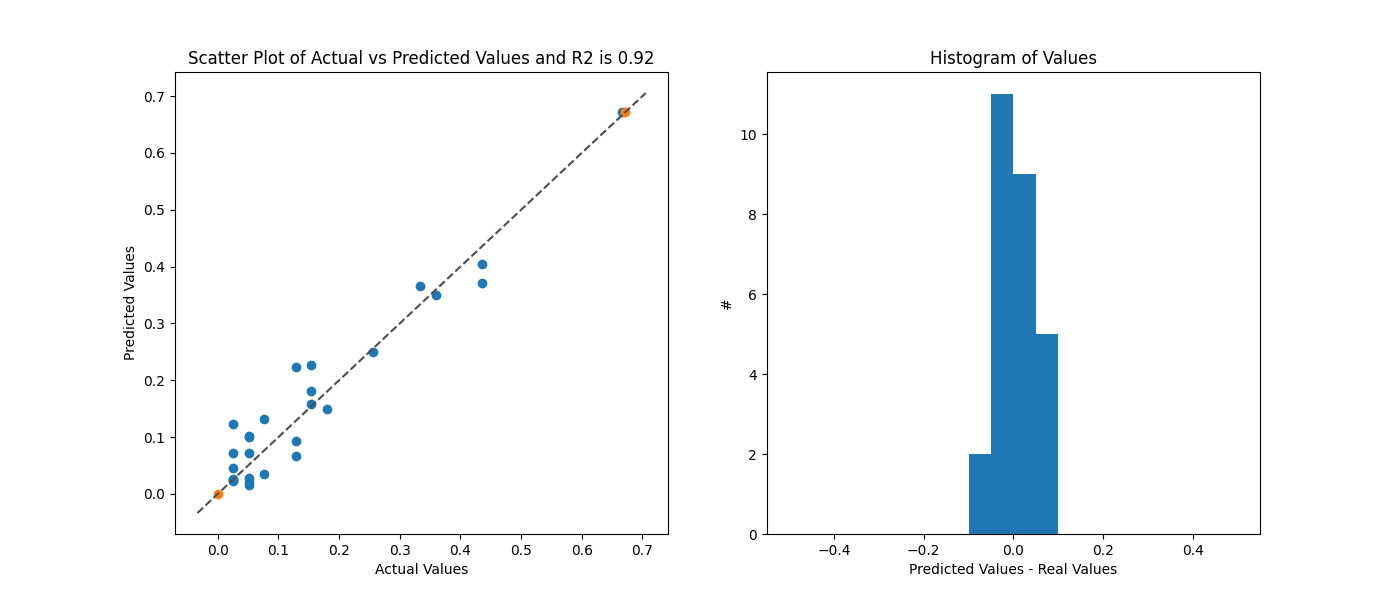 Scatter Plot of Actual vs Predicted Values and R2 is 0.92
0.7
0.6
0.5
0.4
0.3
0.2
0.1
0.0
Predicted Values
0.0 0.1 0.2 0.3 0.4 0.5 0.6 0.7
Actual Values
Histogram of Values
10
8
6
4
2
0
#
−0.4 −0.2 0.0 0.2 0.4
Predicted Values - Real Values